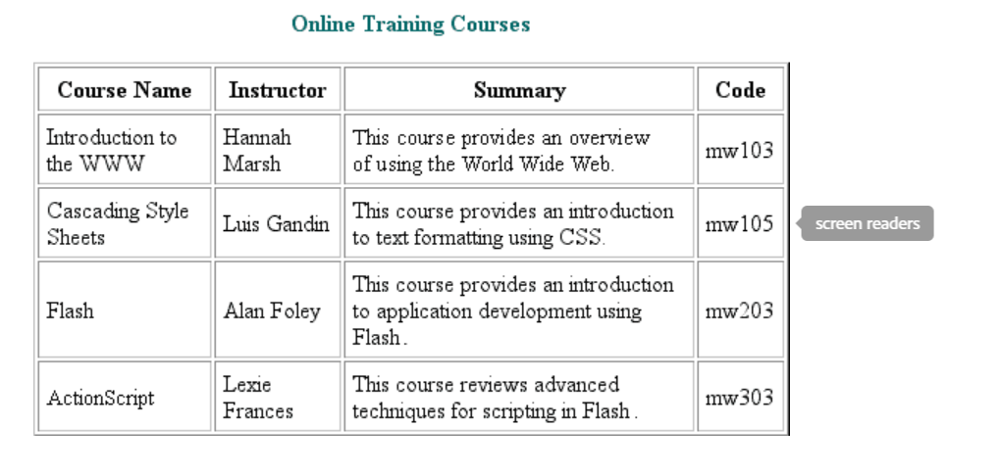 Online Training Courses
Course Name Instructor Summary Code
Introduction to
the WWW
Hannah
Marsh
This course provides an overview
of using the World Wide Web.
mw103
Cascading Style
Sheets
Luis Gandin
This course provides an introduction
to text formatting using CSS.
mw105
screen readers
Flash
Alan Foley
This course provides an introduction
to application development using
Flash.
mw203
ActionScript
Lexie
Frances
This course reviews advanced
techniques for scripting in Flash.
mw303